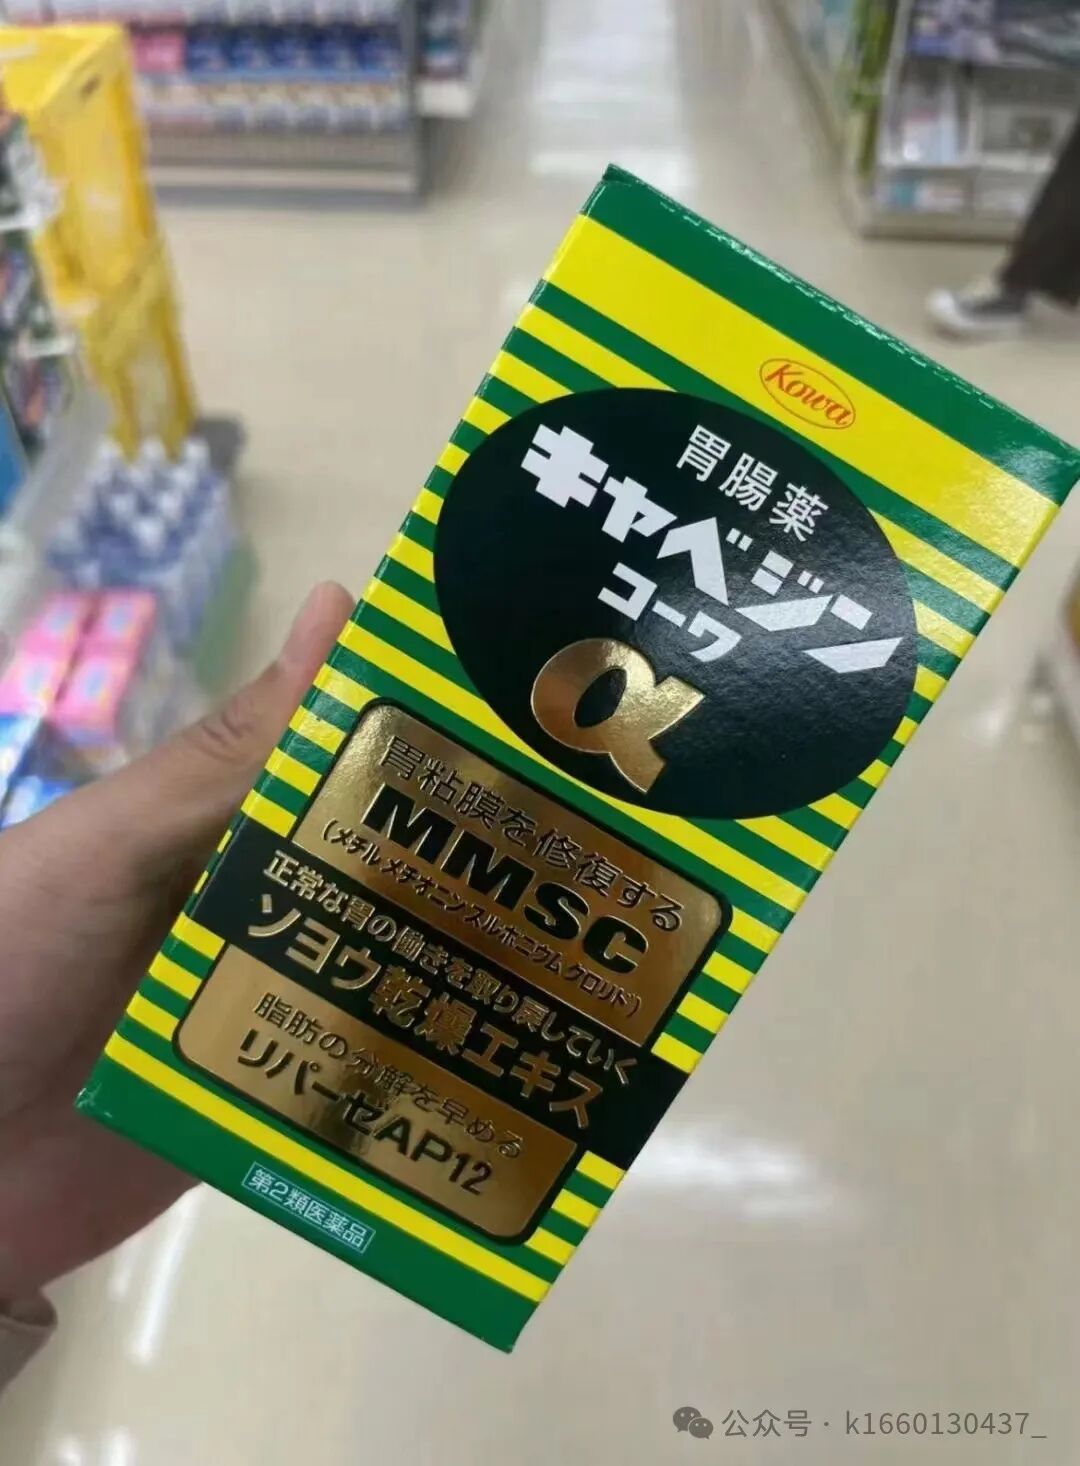 Kowa
胃腸薬
キャベジン
コーワ
α
胃粘膜を修復する
MMSC
(メチルメチオニンスルホニウムクロリド)
正常な胃の働きを取り戻していく
ソヨウ乾燥エキス
脂肪の分解を早める
リパーゼAP12
第2類医薬品
公众号 · k1660130437_